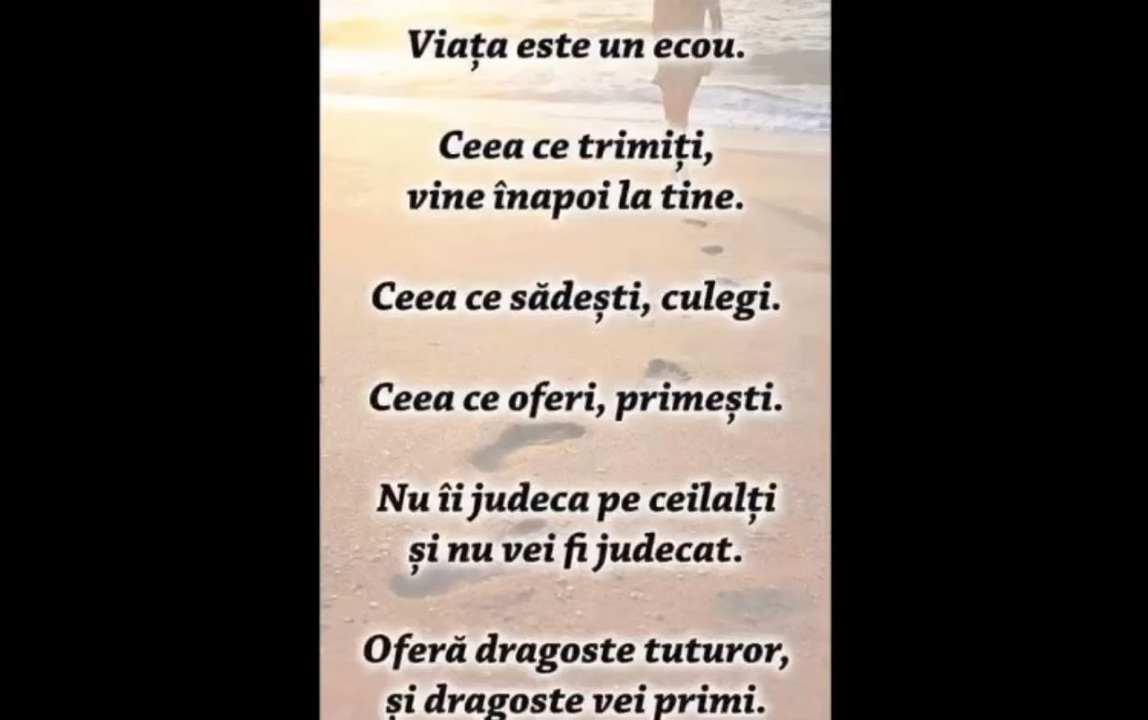 Viața este un ecou.
Ceea ce trimiți,
vine înapoi la tine.
Ceea ce sădești, culegi.
Ceea ce oferi, primești.
Nu îi judeca pe ceilalți
și nu vei fi judecat.
Oferă dragoste tuturor,
și dragoste vei primi.